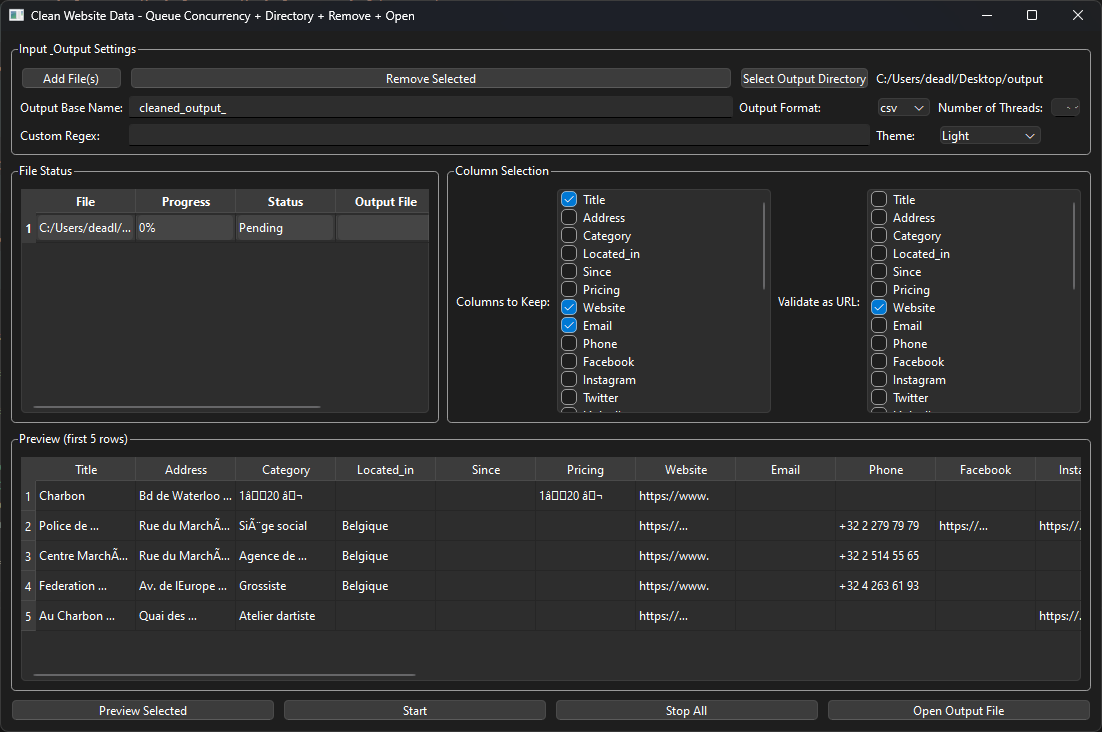 Clean Website Data - Queue Concurrency + Directory + Remove + Open
Input _Output Settings
Add File(s) Remove Selected Select Output Directory C:/Users/deadl/Desktop/output
Output Base Name: cleaned_output_ Output Format: csv Number of Threads:
Custom Regex: Theme: Light
File Status
File Progress Status Output File
1 C:/Users/deadl/... 0% Pending
Column Selection
Columns to Keep:
Title
Address
Category
Located_in
Since
Pricing
Website
Email
Phone
Facebook
Instagram
Twitter
Validate as URL:
Title
Address
Category
Located_in
Since
Pricing
Website
Email
Phone
Facebook
Instagram
Twitter
Preview (first 5 rows)
Title Address Category Located_in Since Pricing Website Email Phone Facebook Insta
1 Charbon Bd de Waterloo ... 1â▯▯20 â▯¬ 1â▯▯20 â▯¬ https://www.
2 Police de ... Rue du MarchÃ... SiÃ¨ge social Belgique https://... +32 2 279 79 79 https://... https://.
3 Centre MarchÃ... Rue du MarchÃ... Agence de ... Belgique https://www. +32 2 514 55 65
4 Federation ... Av. de lEurope ... Grossiste Belgique https://www. +32 4 263 61 93
5 Au Charbon ... Quai des ... Atelier dartiste https://... https://.
Preview Selected Start Stop All Open Output File